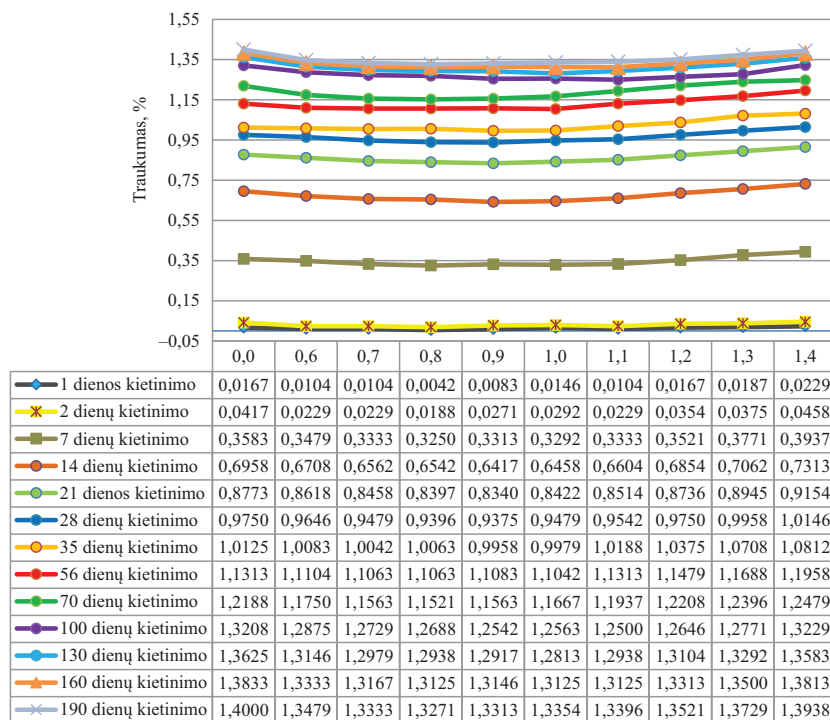 1,55
1,35
1,15
0,95
0,75
0,55
0,35
0,15
–0,05
Traukumas, %
0,0 0,6 0,7 0,8 0,9 1,0 1,1 1,2 1,3 1,4
1 dienos kietinimo 0,0167 0,0104 0,0104 0,0042 0,0083 0,0146 0,0104 0,0167 0,0187 0,0229
2 dienų kietinimo 0,0417 0,0229 0,0229 0,0188 0,0271 0,0292 0,0229 0,0354 0,0375 0,0458
7 dienų kietinimo 0,3583 0,3479 0,3333 0,3250 0,3313 0,3292 0,3333 0,3521 0,3771 0,3937
14 dienų kietinimo 0,6958 0,6708 0,6562 0,6542 0,6417 0,6458 0,6604 0,6854 0,7062 0,7313
21 dienos kietinimo 0,8773 0,8618 0,8458 0,8397 0,8340 0,8422 0,8514 0,8736 0,8945 0,9154
28 dienų kietinimo 0,9750 0,9646 0,9479 0,9396 0,9375 0,9479 0,9542 0,9750 0,9958 1,0146
35 dienų kietinimo 1,0125 1,0083 1,0042 1,0063 0,9958 0,9979 1,0188 1,0375 1,0708 1,0812
56 dienų kietinimo 1,1313 1,1104 1,1063 1,1063 1,1083 1,1042 1,1313 1,1479 1,1688 1,1958
70 dienų kietinimo 1,2188 1,1750 1,1563 1,1521 1,1563 1,1667 1,1937 1,2208 1,2396 1,2479
100 dienų kietinimo 1,3208 1,2875 1,2729 1,2688 1,2542 1,2563 1,2500 1,2646 1,2771 1,3229
130 dienų kietinimo 1,3625 1,3146 1,2979 1,2938 1,2917 1,2813 1,2938 1,3104 1,3292 1,3583
160 dienų kietinimo 1,3833 1,3333 1,3167 1,3125 1,3146 1,3125 1,3125 1,3313 1,3500 1,3813
190 dienų kietinimo 1,4000 1,3479 1,3333 1,3271 1,3313 1,3354 1,3396 1,3521 1,3729 1,3938